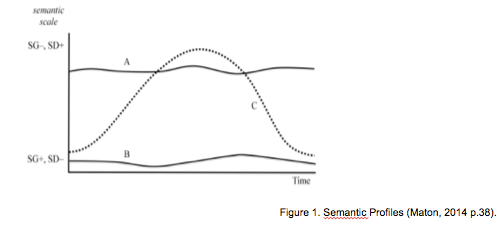 semantic
scale
SG-, SD+
A
C
SG+, SD-
B
Time
Figure 1. Semantic Profiles (Maton, 2014 p.38).